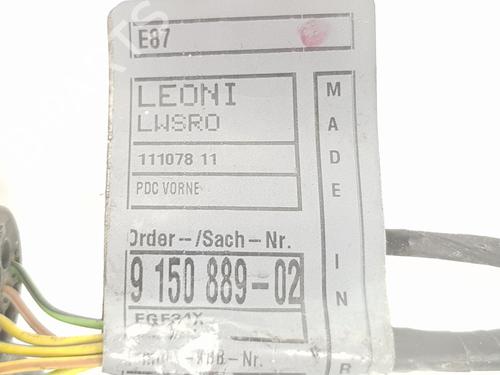 E87
LEONI
LWSRO
111078 11
PDC VORNE
Order-/Sach-Nr.
9 150 889-02
MADE IN